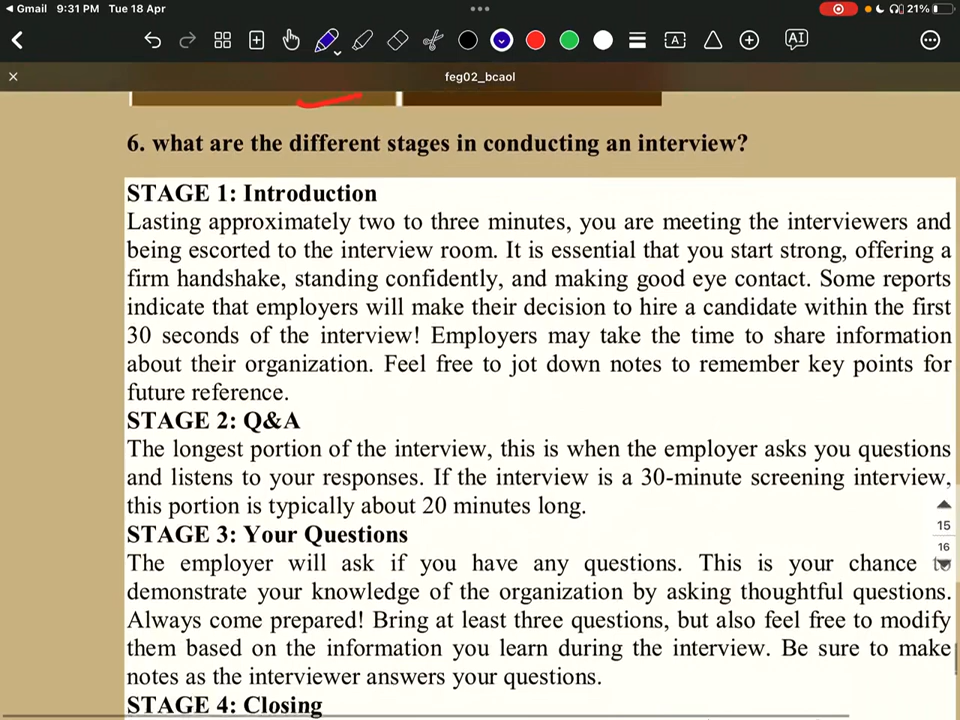 Gmail 9:31 PM Tue 18 Apr
21%
A
AI
feg02_bcaol
6. what are the different stages in conducting an interview?
STAGE 1: Introduction
Lasting approximately two to three minutes, you are meeting the interviewers and
being escorted to the interview room. It is essential that you start strong, offering a
firm handshake, standing confidently, and making good eye contact. Some reports
indicate that employers will make their decision to hire a candidate within the first
30 seconds of the interview! Employers may take the time to share information
about their organization. Feel free to jot down notes to remember key points for
future reference.
STAGE 2: Q&A
The longest portion of the interview, this is when the employer asks you questions
and listens to your responses. If the interview is a 30-minute screening interview,
this portion is typically about 20 minutes long.
15
STAGE 3: Your Questions
16
The employer will ask if you have any questions. This is your chance to
demonstrate your knowledge of the organization by asking thoughtful questions.
Always come prepared! Bring at least three questions, but also feel free to modify
them based on the information you learn during the interview. Be sure to make
notes as the interviewer answers your questions.
STAGE 4: Closing